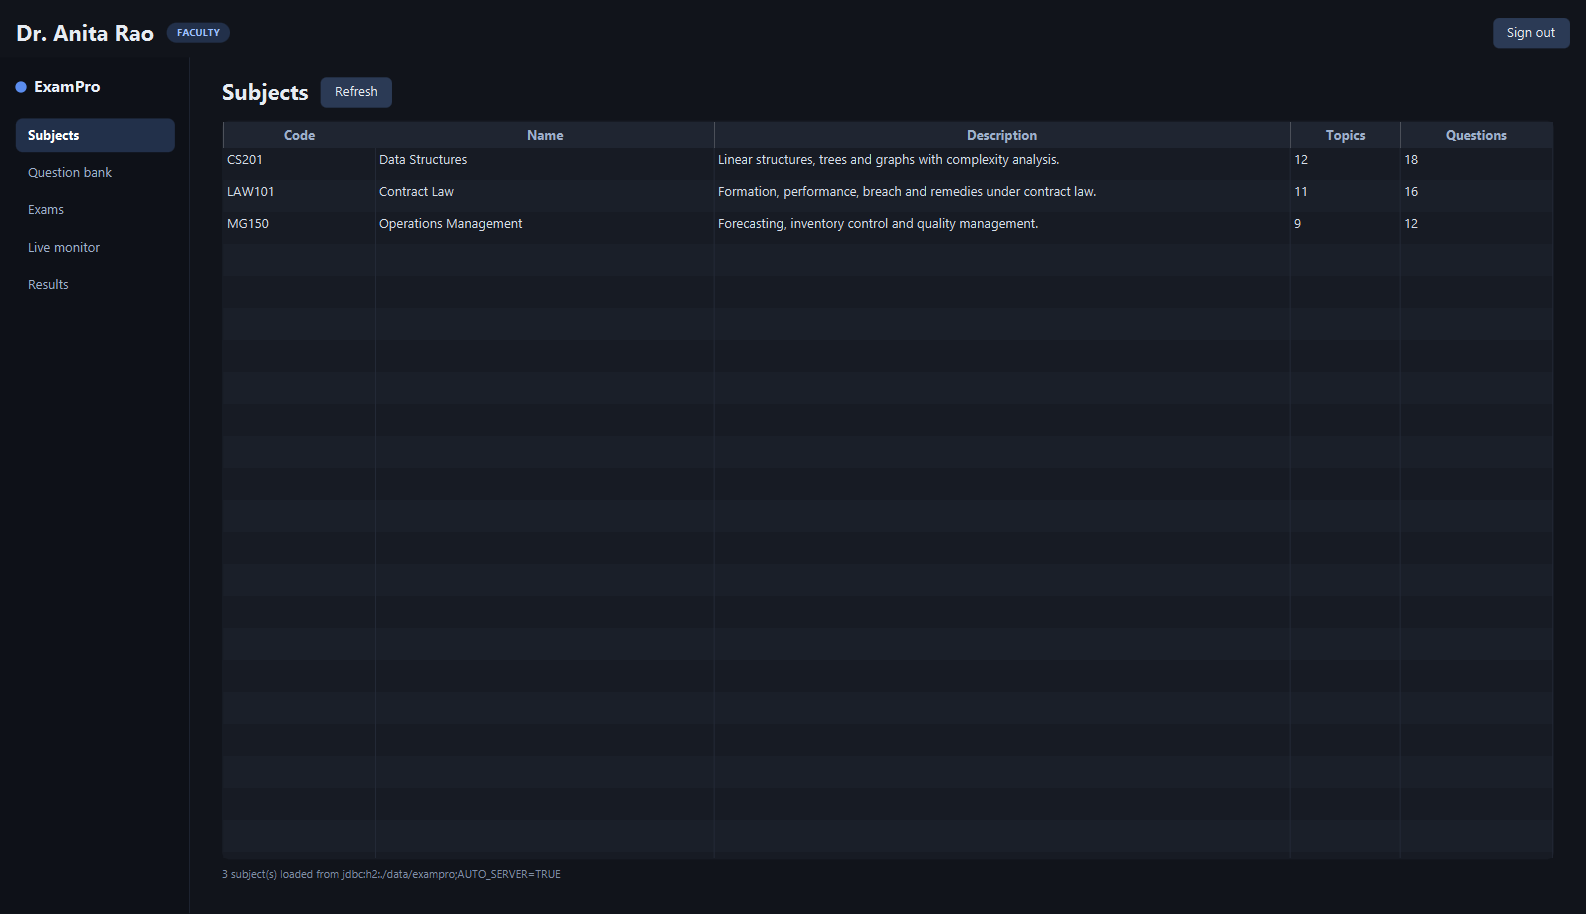 Dr. Anita Rao FACULTY Sign out
ExamPro
Subjects
Question bank
Exams
Live monitor
Results
Subjects Refresh
Code Name Description Topics Questions
CS201 Data Structures Linear structures, trees and graphs with complexity analysis. 12 18
LAW101 Contract Law Formation, performance, breach and remedies under contract law. 11 16
MG150 Operations Management Forecasting, inventory control and quality management. 9 12
3 subject(s) loaded from jdbc:h2:./data/exampro;AUTO_SERVER=TRUE